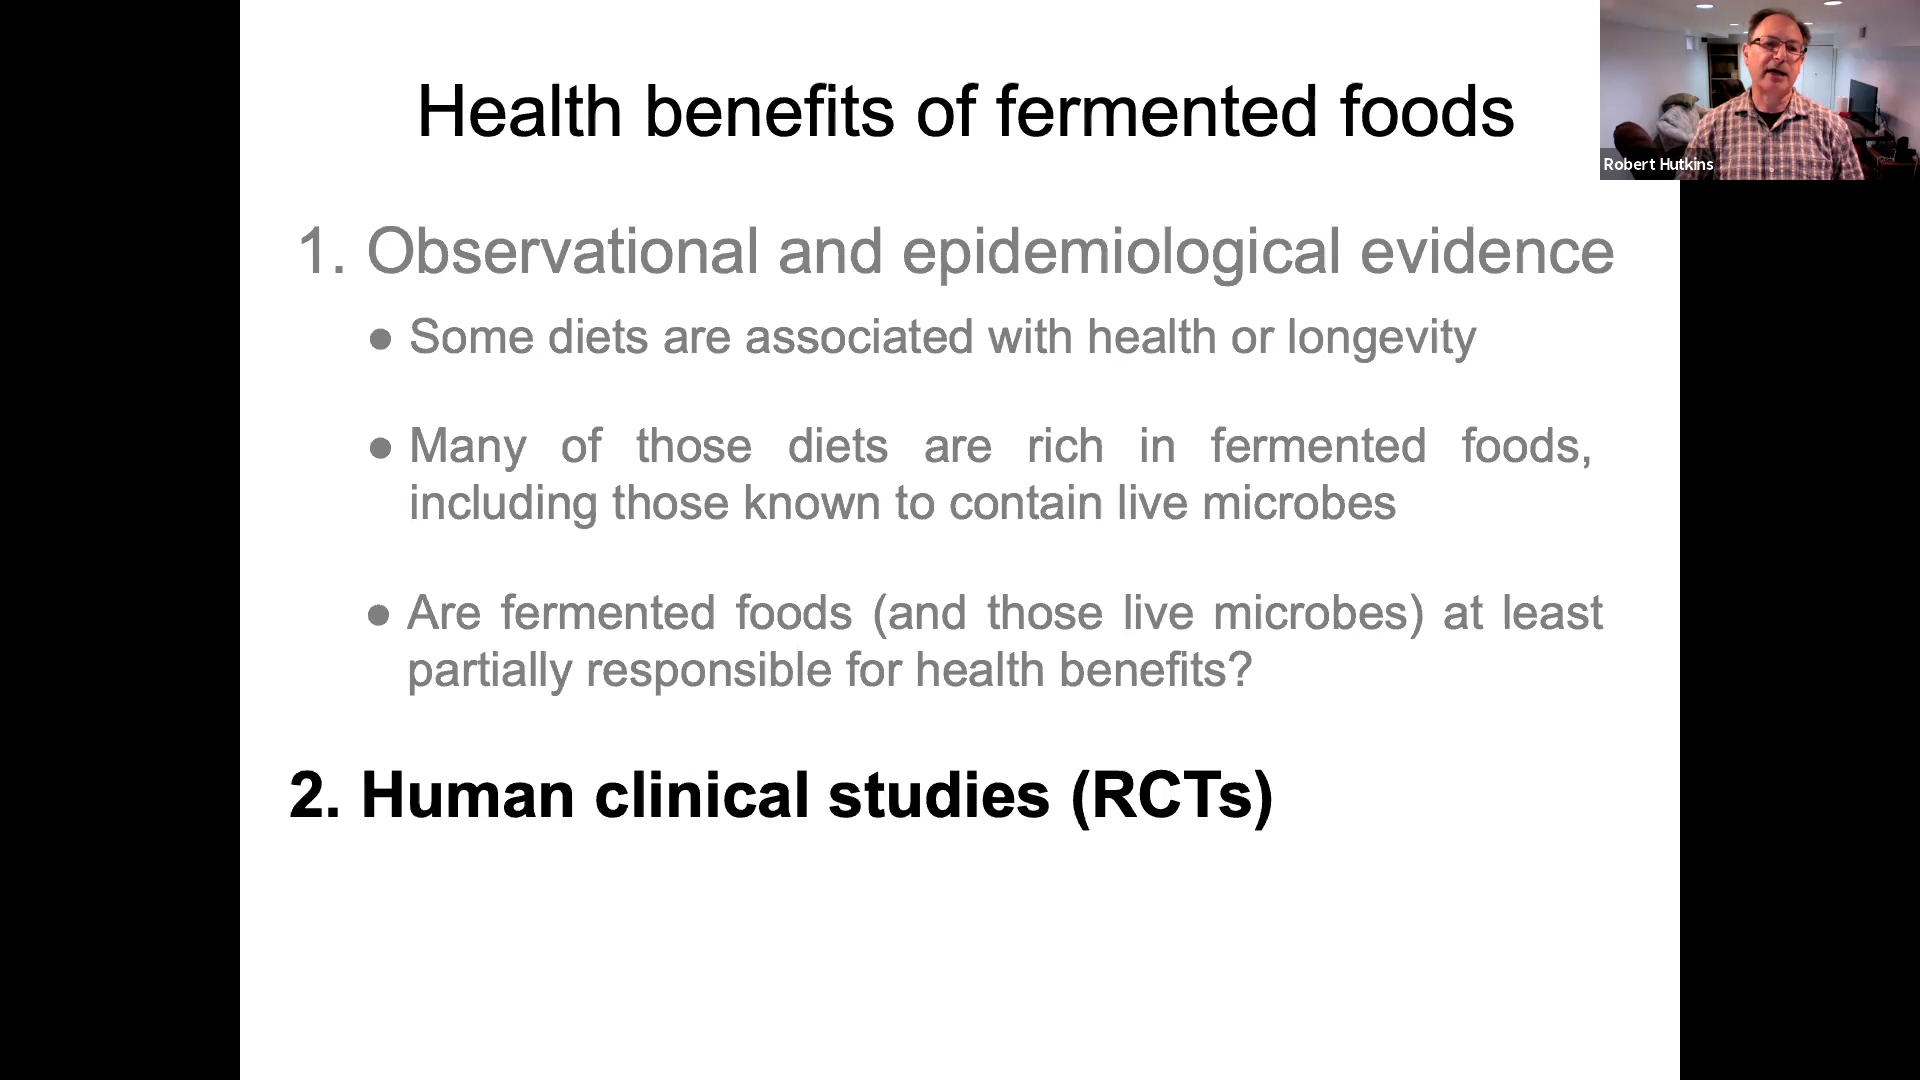 Health benefits of fermented foods
Robert Hutkins
1. Observational and epidemiological evidence
● Some diets are associated with health or longevity
● Many of those diets are rich in fermented foods,
including those known to contain live microbes
● Are fermented foods (and those live microbes) at least
partially responsible for health benefits?
2. Human clinical studies (RCTs)